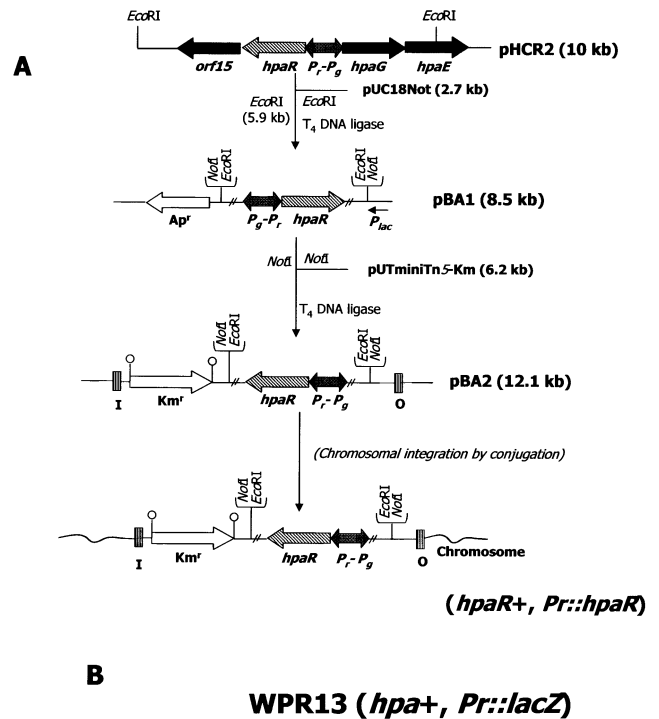 EcoRI EcoRI
A
pHCR2 (10 kb)
orf15 hpaR Pr-Pg hpaG hpaE
pUC18Not (2.7 kb)
EcoRI EcoRI
(5.9 kb)
T4 DNA ligase
NotI EcoRI EcoRI NotI
pBA1 (8.5 kb)
Apr Pg-Pr hpaR Plac
NotI NotI
pUTminiTn5-Km (6.2 kb)
T4 DNA ligase
NotI EcoRI EcoRI NotI
pBA2 (12.1 kb)
I Kmr hpaR Pr-Pg O
(Chromosomal integration by conjugation)
NotI EcoRI EcoRI NotI
I Kmr hpaR Pr-Pg O Chromosome
(hpaR+, Pr::hpaR)
B
WPR13 (hpa+, Pr::lacZ)